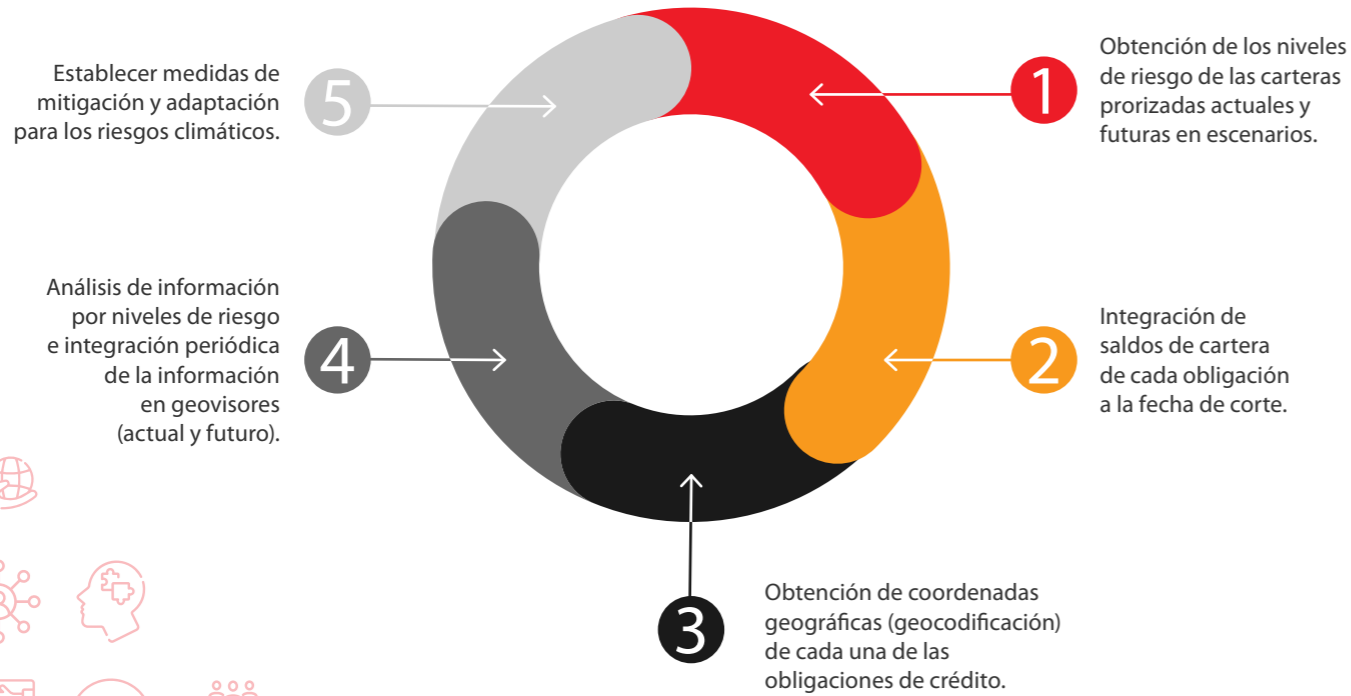 1
Obtención de los niveles
de riesgo de las carteras
prorizadas actuales y
futuras en escenarios.
2
Integración de
saldos de cartera
de cada obligación
a la fecha de corte.
3
Obtención de coordenadas
geográficas (geocodificación)
de cada una de las
obligaciones de crédito.
4
Análisis de información
por niveles de riesgo
e integración periódica
de la información
en geovisores
(actual y futuro).
5
Establecer medidas de
mitigación y adaptación
para los riesgos climáticos.